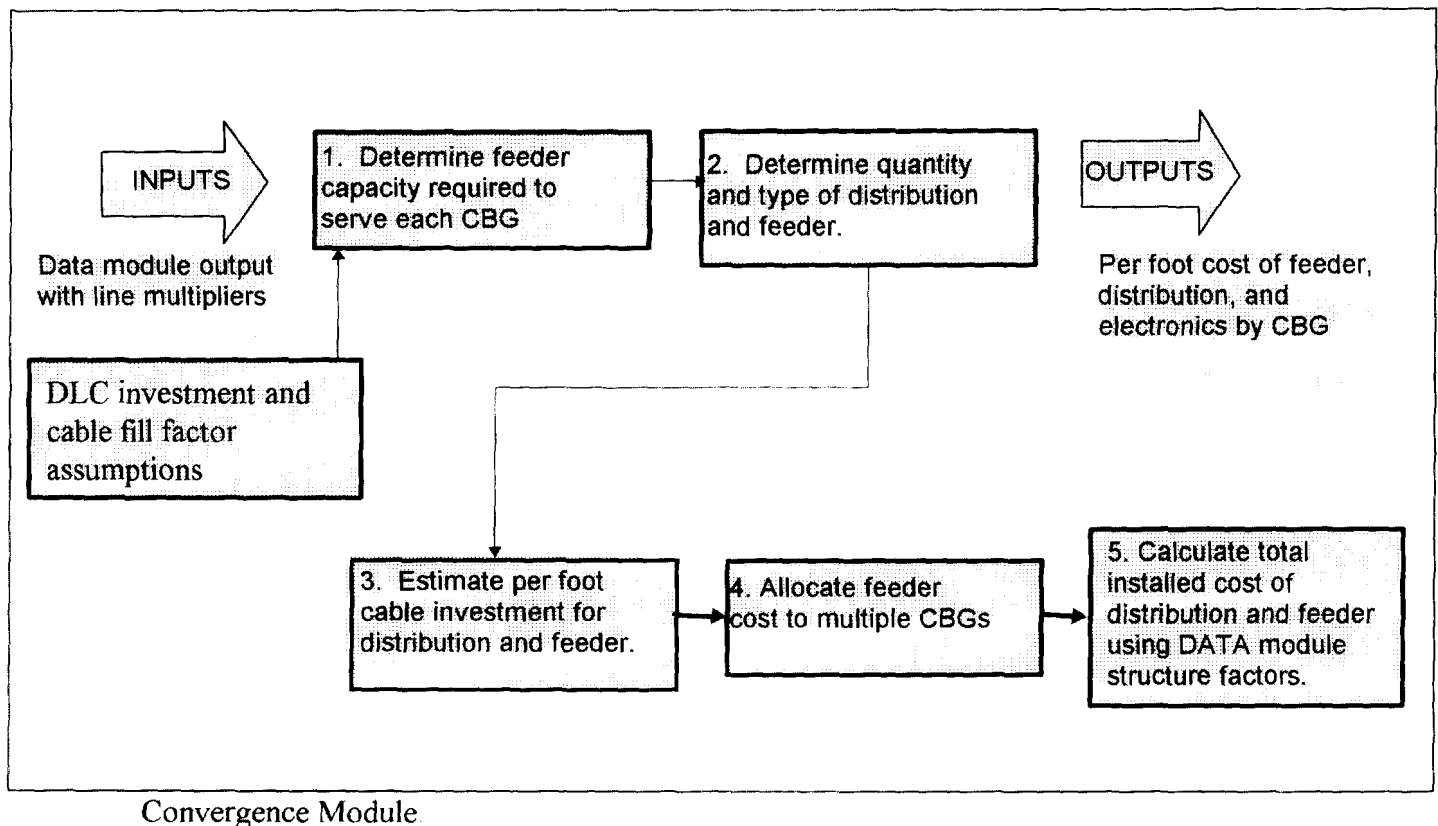 INPUTS
Data module output
with line multipliers
1. Determine feeder
capacity required to
serve each CBG
2. Determine quantity
and type of distribution
and feeder.
OUTPUTS
Per foot cost of feeder,
distribution, and
electronics by CBG
DLC investment and
cable fill factor
assumptions
3. Estimate per foot
cable investment for
distribution and feeder.
4. Allocate feeder
cost to multiple CBGs
5. Calculate total
installed cost of
distribution and feeder
using DATA module
structure factors.
Convergence Module